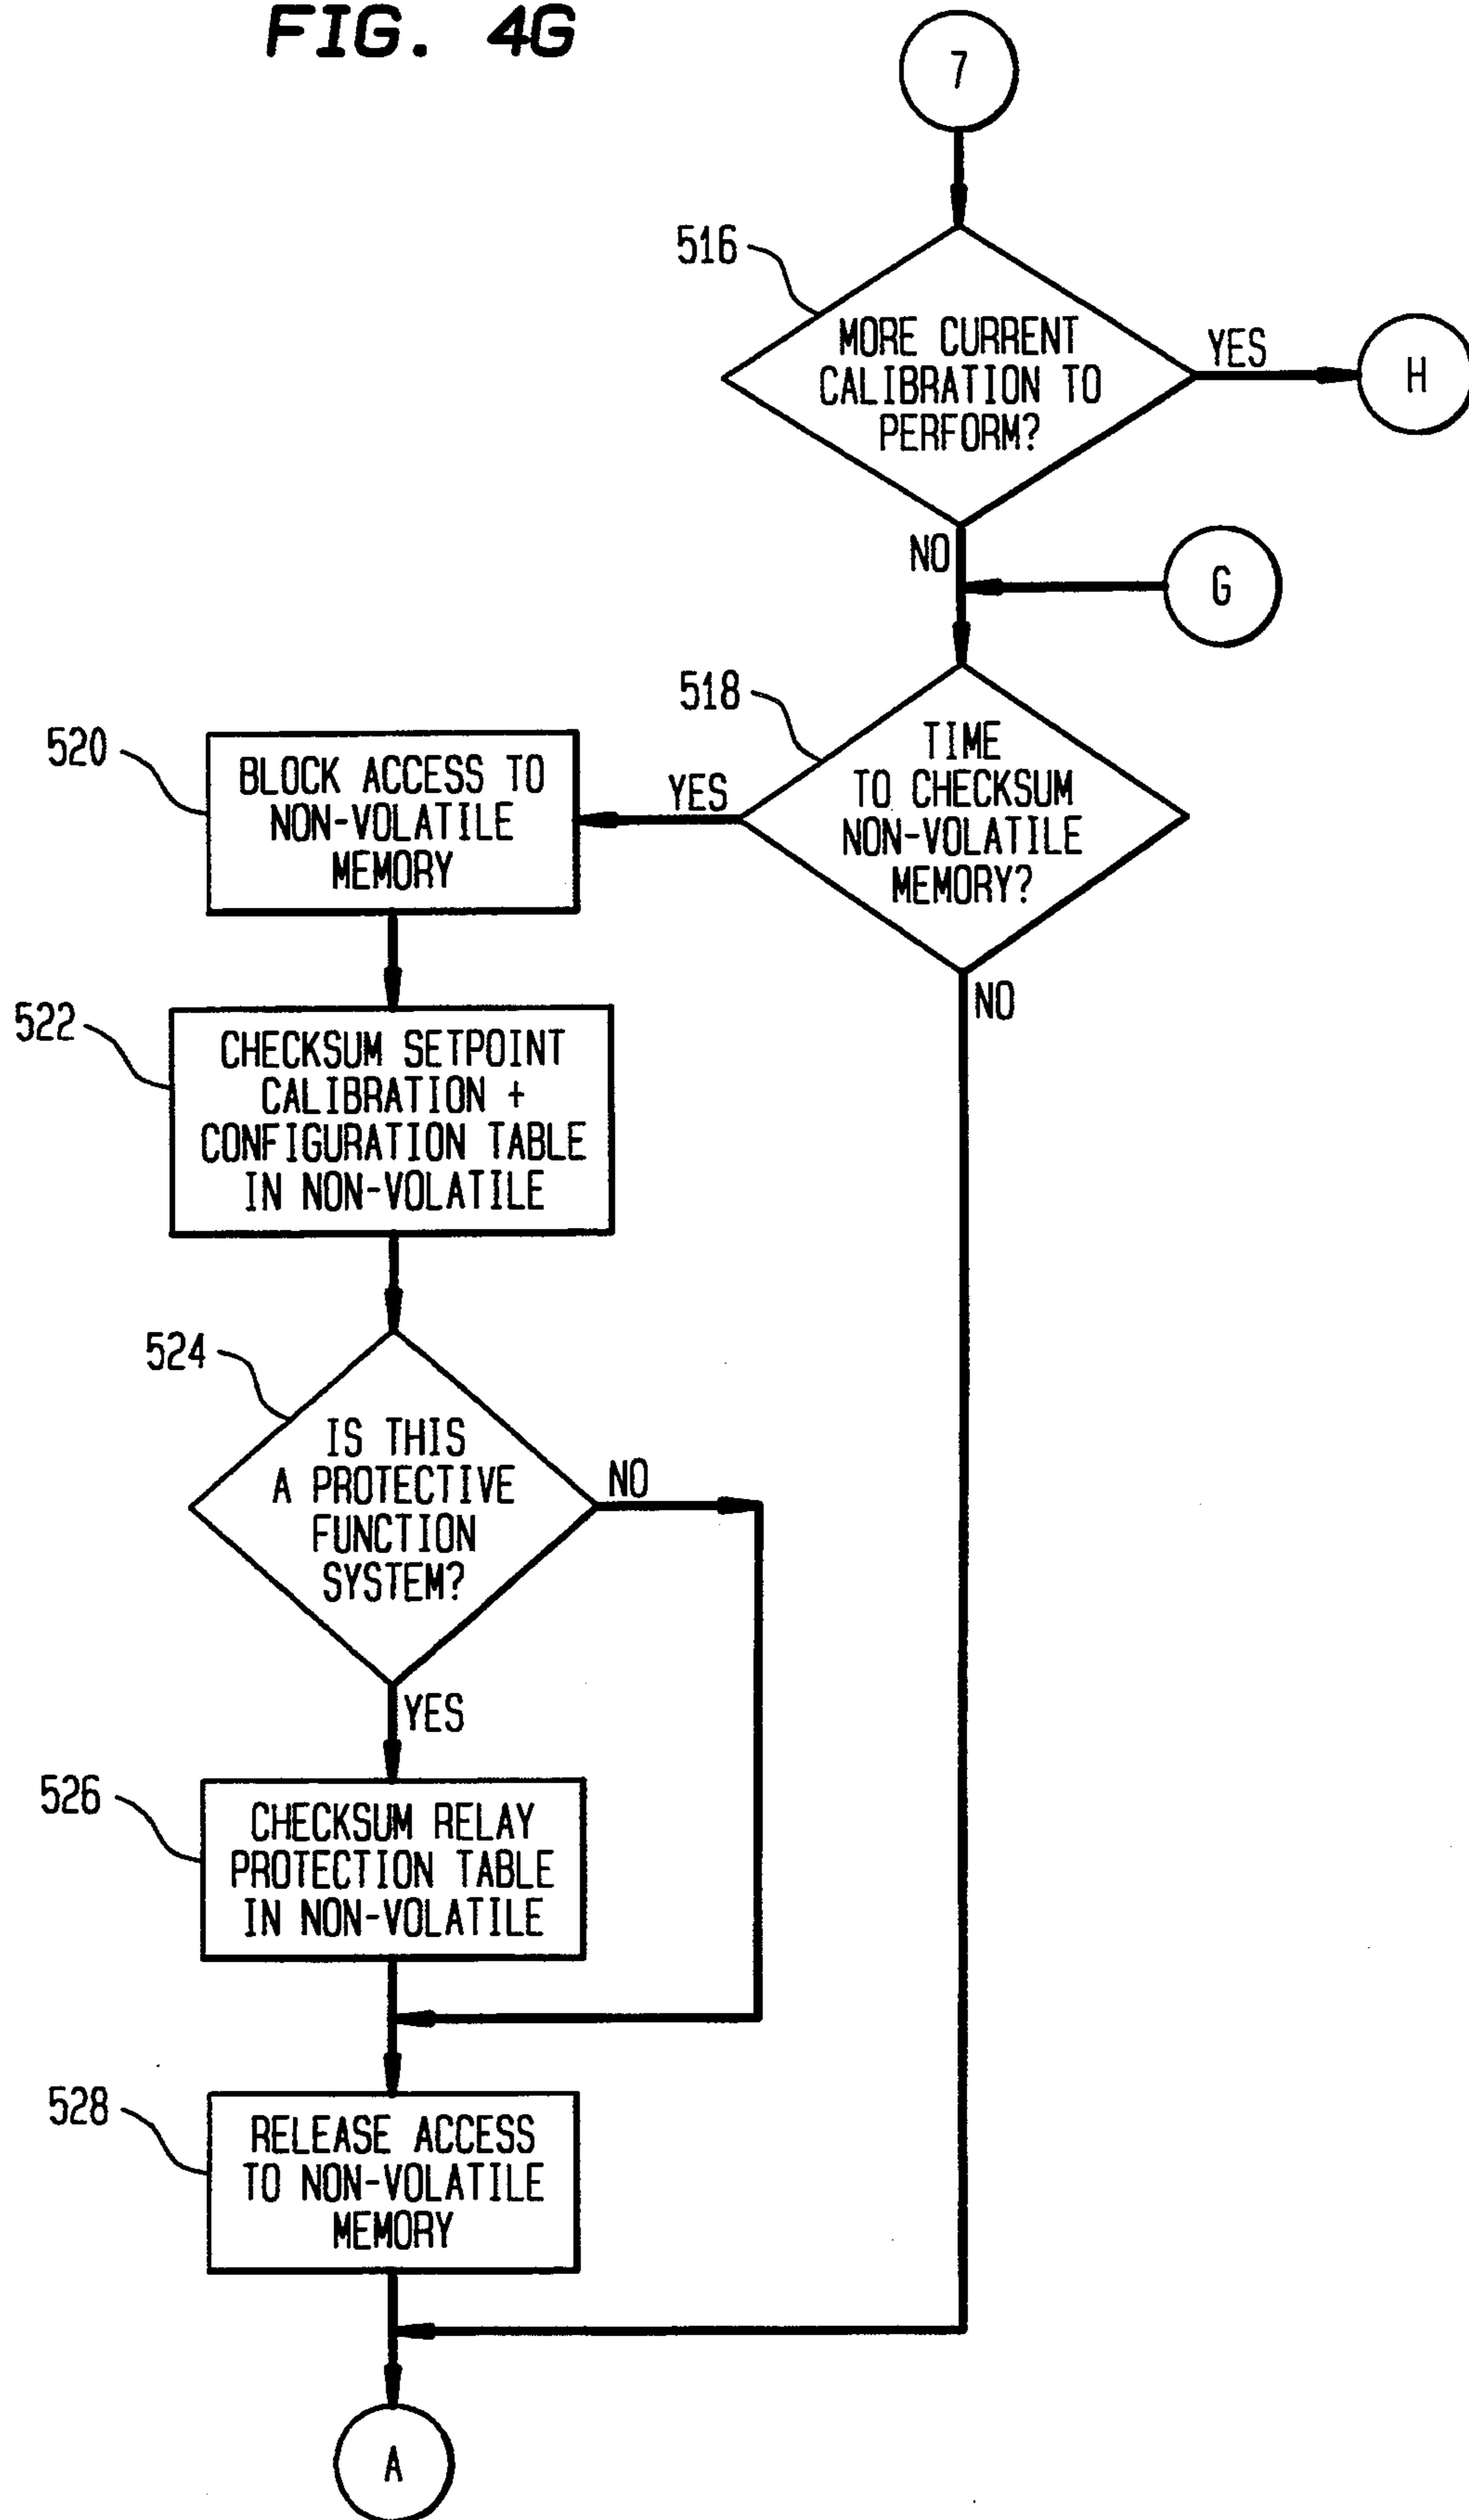 FIG. 4G
7
516
MORE CURRENT
CALIBRATION TO
PERFORM?
YES
H
NO
G
518
TIME
TO CHECKSUM
NON-VOLATILE
MEMORY?
YES
NO
520
BLOCK ACCESS TO
NON-VOLATILE
MEMORY
522
CHECKSUM SETPOINT
CALIBRATION +
CONFIGURATION TABLE
IN NON-VOLATILE
524
IS THIS
A PROTECTIVE
FUNCTION
SYSTEM?
NO
YES
526
CHECKSUM RELAY
PROTECTION TABLE
IN NON-VOLATILE
528
RELEASE ACCESS
TO NON-VOLATILE
MEMORY
A